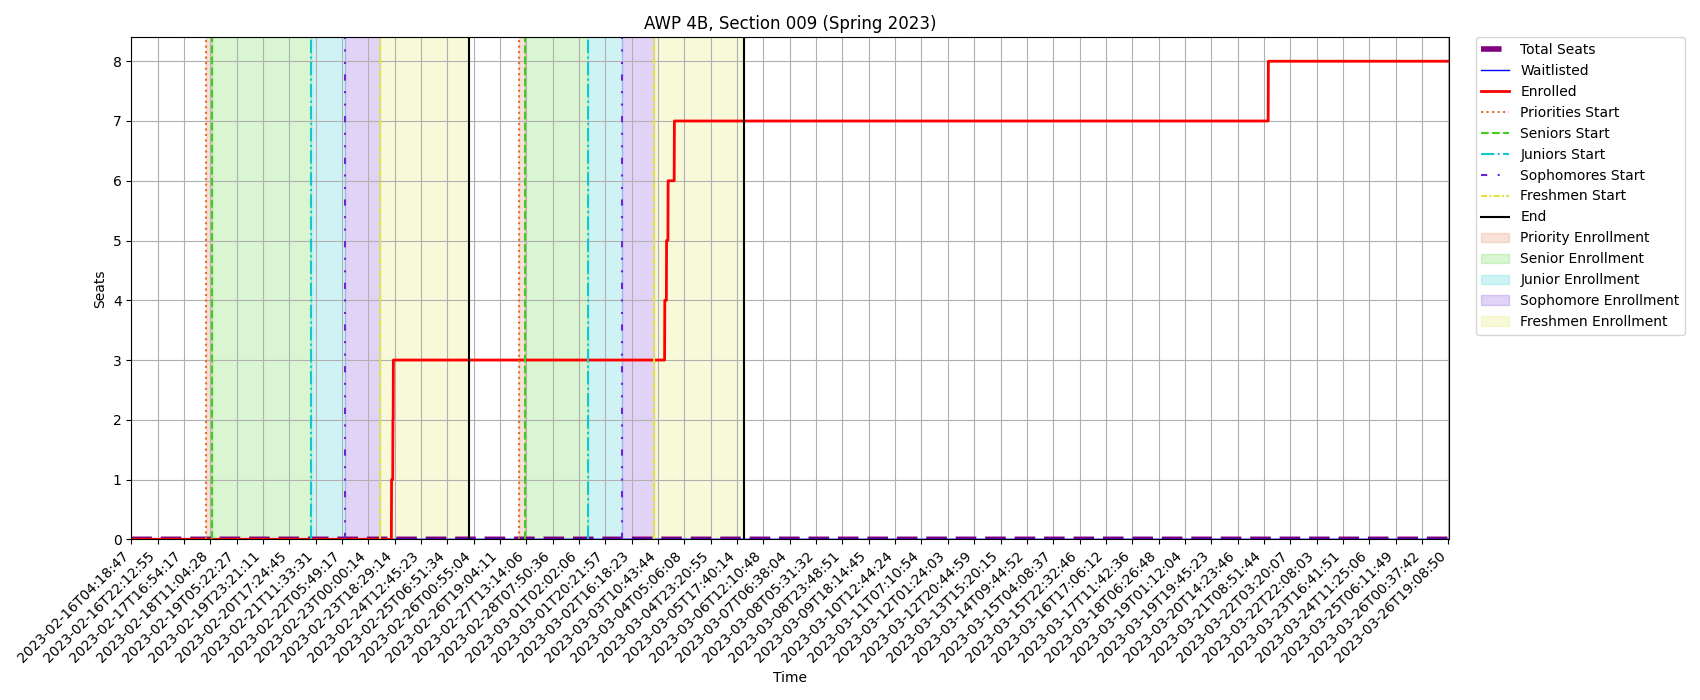 AWP 4B, Section 009 (Spring 2023)
Total Seats
Waitlisted
Enrolled
Priorities Start
Seniors Start
Juniors Start
Sophomores Start
Freshmen Start
End
Priority Enrollment
Senior Enrollment
Junior Enrollment
Sophomore Enrollment
Freshmen Enrollment
Seats
8
7
6
5
4
3
2
1
0
2023-02-16T04:18:47
2023-02-16T22:12:55
2023-02-17T16:54:17
2023-02-18T11:04:28
2023-02-19T05:22:27
2023-02-19T23:21:11
2023-02-20T17:24:45
2023-02-21T11:33:31
2023-02-22T05:49:17
2023-02-23T00:00:14
2023-02-23T18:29:14
2023-02-24T12:45:23
2023-02-25T06:51:34
2023-02-26T00:55:04
2023-02-26T19:04:11
2023-02-27T13:14:06
2023-02-28T07:50:36
2023-03-01T02:02:06
2023-03-01T20:21:57
2023-03-02T16:18:23
2023-03-03T10:43:44
2023-03-04T05:06:08
2023-03-04T23:20:55
2023-03-05T17:40:14
2023-03-06T12:10:48
2023-03-07T06:38:04
2023-03-08T05:31:32
2023-03-08T23:48:51
2023-03-09T18:14:45
2023-03-10T12:44:24
2023-03-11T07:10:54
2023-03-12T01:24:03
2023-03-12T20:44:59
2023-03-13T15:20:15
2023-03-14T09:44:52
2023-03-15T04:08:37
2023-03-15T22:32:46
2023-03-16T17:06:12
2023-03-17T11:42:36
2023-03-18T06:26:48
2023-03-19T01:12:04
2023-03-19T19:45:23
2023-03-20T14:23:46
2023-03-21T08:51:44
2023-03-22T03:20:07
2023-03-22T22:08:03
2023-03-23T16:41:51
2023-03-24T11:25:06
2023-03-25T06:11:49
2023-03-26T00:37:42
2023-03-26T19:08:50
Time